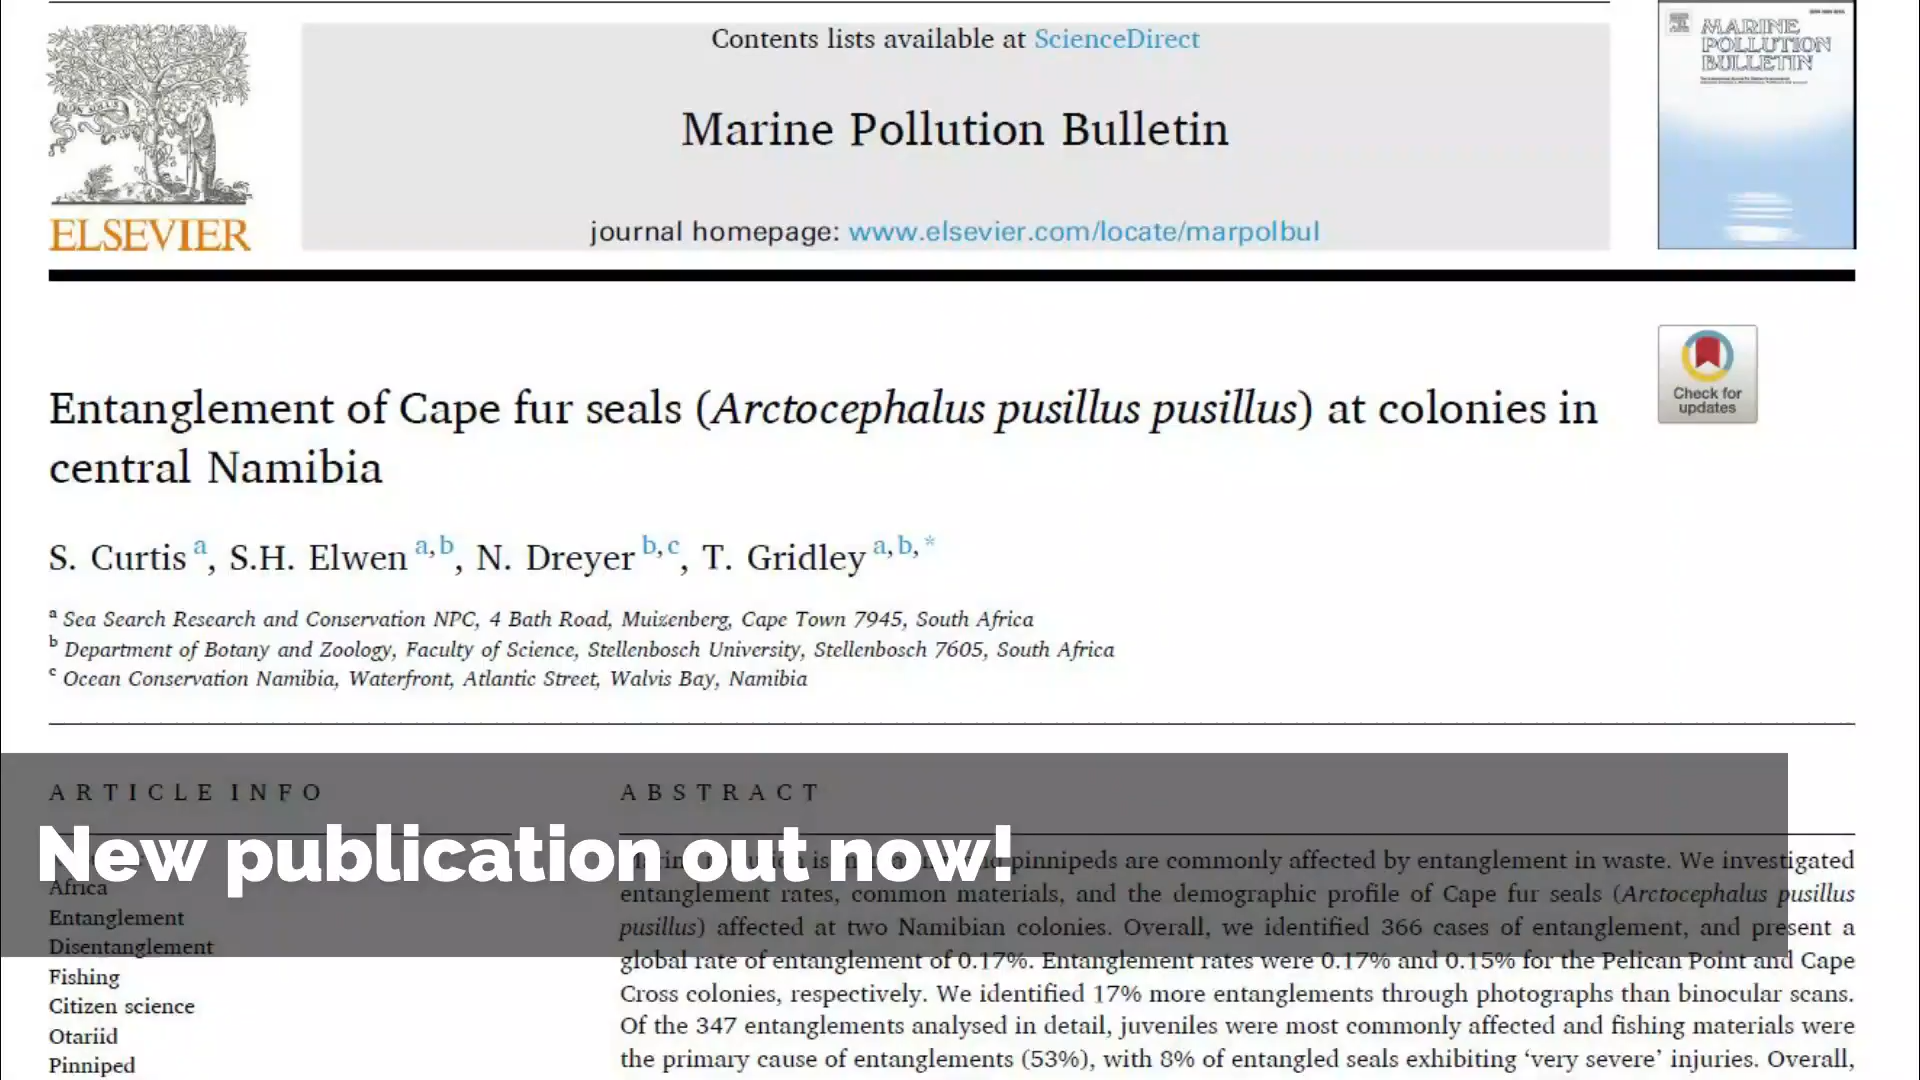 Contents lists available at ScienceDirect
Marine Pollution Bulletin
journal homepage: www.elsevier.com/locate/marpolbul
ELSEVIER
MARINE
POLLUTION
BULLETIN
Check for
updates
Entanglement of Cape fur seals (Arctocephalus pusillus pusillus) at colonies in
central Namibia
S. Curtis a, S.H. Elwen a,b, N. Dreyer b,c, T. Gridley a,b,*
a Sea Search Research and Conservation NPC, 4 Bath Road, Muizenberg, Cape Town 7945, South Africa
b Department of Botany and Zoology, Faculty of Science, Stellenbosch University, Stellenbosch 7605, South Africa
c Ocean Conservation Namibia, Waterfront, Atlantic Street, Walvis Bay, Namibia
ARTICLE INFO
New publication out now!
Africa
Entanglement
Disentanglement
Fishing
Citizen science
Otariid
Pinniped
ABSTRACT
pinnipeds are commonly affected by entanglement in waste. We investigated
entanglement rates, common materials, and the demographic profile of Cape fur seals (Arctocephalus pusillus
pusillus) affected at two Namibian colonies. Overall, we identified 366 cases of entanglement, and present a
global rate of entanglement of 0.17%. Entanglement rates were 0.17% and 0.15% for the Pelican Point and Cape
Cross colonies, respectively. We identified 17% more entanglements through photographs than binocular scans.
Of the 347 entanglements analysed in detail, juveniles were most commonly affected and fishing materials were
the primary cause of entanglements (53%), with 8% of entangled seals exhibiting ‘very severe’ injuries. Overall,